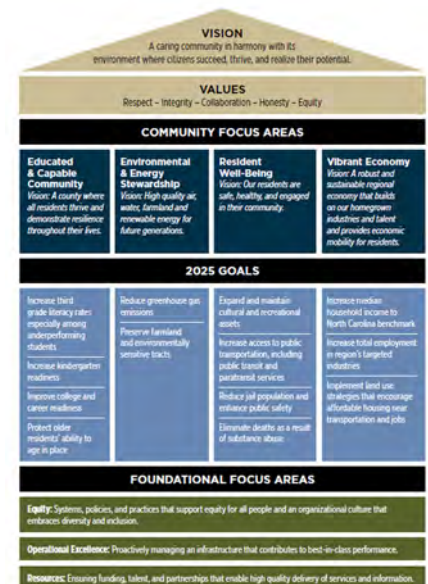 VISION
A caring community in harmony with its
environment where citizens succeed, thrive, and realize their potential.
VALUES
Respect – Integrity – Collaboration – Honesty – Equity
COMMUNITY FOCUS AREAS
Educated
& Capable
Community
Vision: A county where
all residents thrive and
demonstrate resilience
throughout their lives.
Environmental
& Energy
Stewardship
Vision: High quality air,
water, farmland and
renewable energy for
future generations.
Resident
Well-Being
Vision: Our residents are
safe, healthy, and engaged
in their community.
Vibrant Economy
Vision: A robust and
sustainable regional
economy that builds
on our homegrown
industries and talent
and provides economic
mobility for residents.
2025 GOALS
Increase third
grade literacy rates
especially among
underperforming
students
Increase kindergarten
readiness
Improve college and
career readiness
Protect older
residents' ability to
age in place
Reduce greenhouse gas
emissions
Preserve farmland
and environmentally
sensitive tracts
Expand and maintain
cultural and recreational
assets
Increase access to public
transportation, including
public transit and
paratransit services
Reduce jail population and
enhance public safety
Eliminate deaths as a result
of substance abuse
Increase median
household income to
North Carolina benchmark
Increase total employment
in region's targeted
industries
Implement land use
strategies that encourage
affordable housing near
transportation and jobs
FOUNDATIONAL FOCUS AREAS
Equity: Systems, policies, and practices that support equity for all people and an organizational culture that
embraces diversity and inclusion.
Operational Excellence: Proactively managing an infrastructure that contributes to best-in-class performance.
Resources: Ensuring funding, talent, and partnerships that enable high quality delivery of services and information.